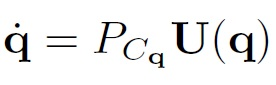 q̇ = P_{C_q} U(q)